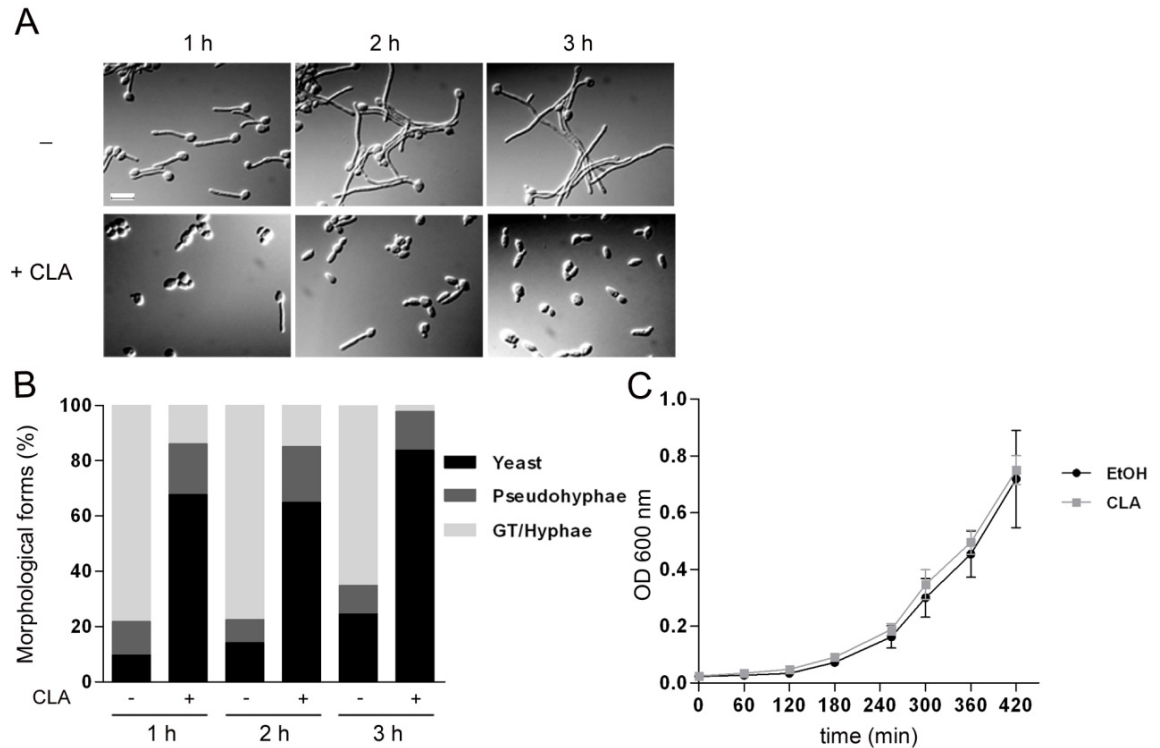 A
1 h 2 h 3 h
–
+ CLA
B
Morphological forms (%)
100
80
60
40
20
0
CLA - + - + - +
1 h 2 h 3 h
Yeast
Pseudohyphae
GT/Hyphae
C
OD 600 nm
1.0
0.8
0.6
0.4
0.2
0.0
0 60 120 180 240 300 360 420
time (min)
EtOH
CLA